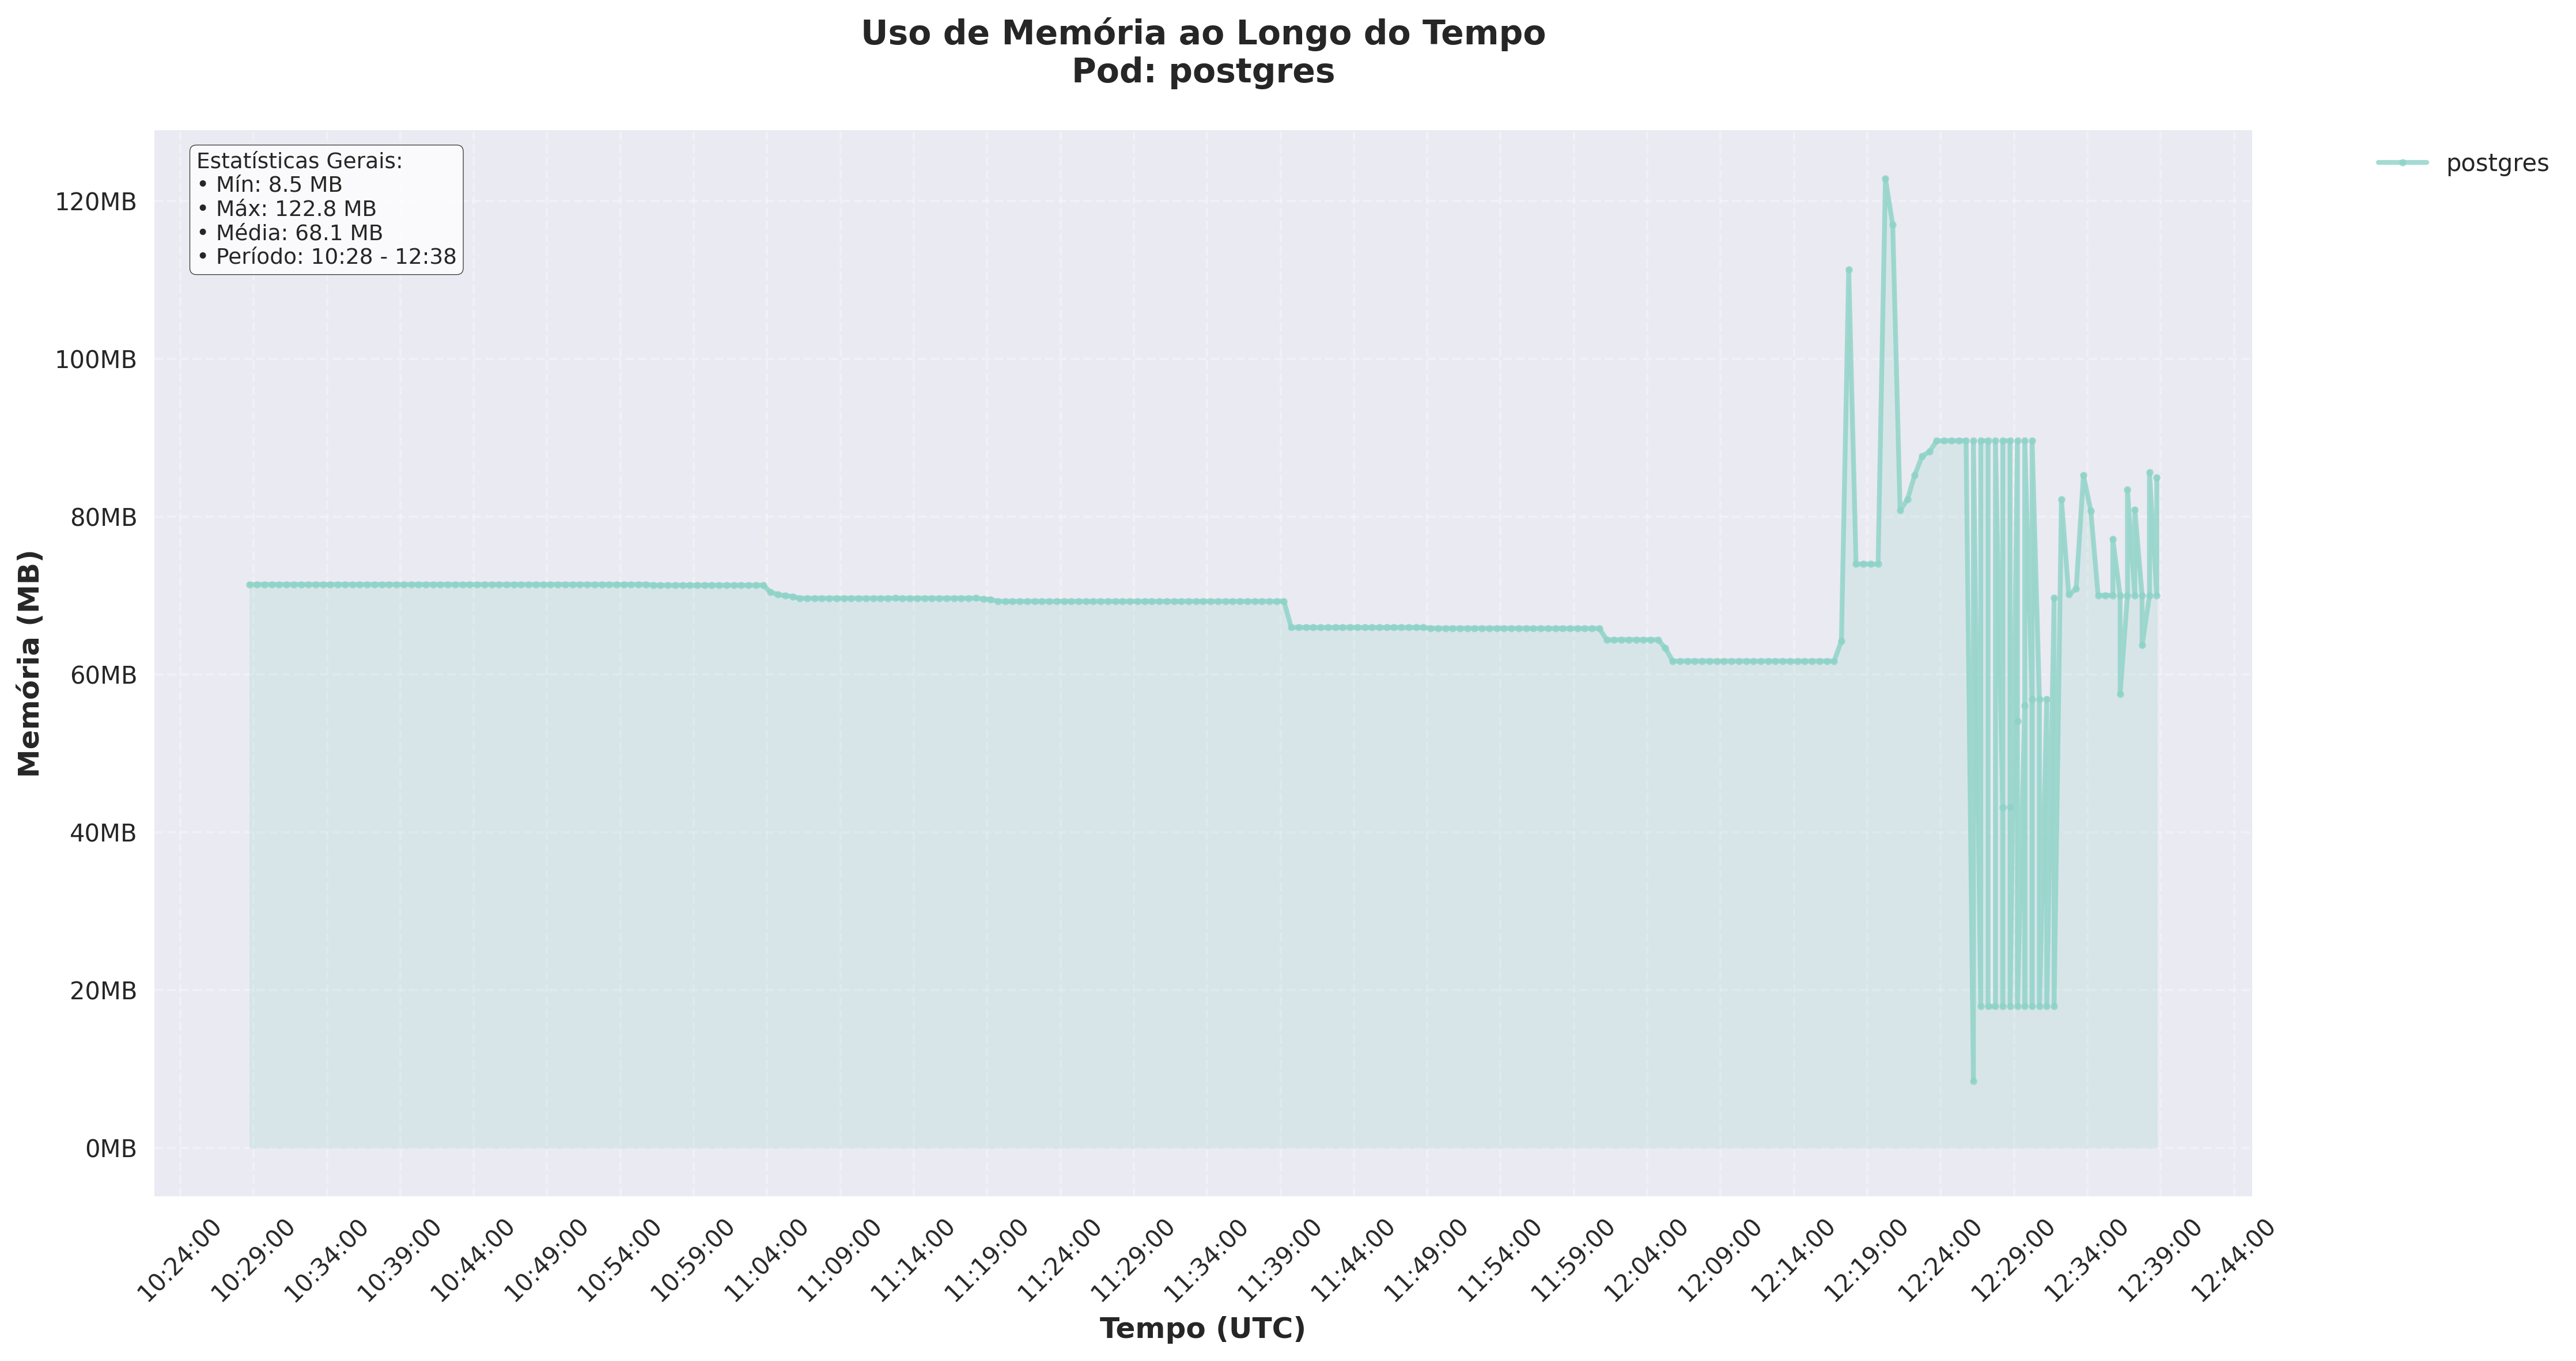 Uso de Memória ao Longo do Tempo
Pod: postgres
Estatísticas Gerais:
• Mín: 8.5 MB
• Máx: 122.8 MB
• Média: 68.1 MB
• Período: 10:28 - 12:38
postgres
120MB
100MB
80MB
60MB
40MB
20MB
0MB
Memória (MB)
10:24:00
10:29:00
10:34:00
10:39:00
10:44:00
10:49:00
10:54:00
10:59:00
11:04:00
11:09:00
11:14:00
11:19:00
11:24:00
11:29:00
11:34:00
11:39:00
11:44:00
11:49:00
11:54:00
11:59:00
12:04:00
12:09:00
12:14:00
12:19:00
12:24:00
12:29:00
12:34:00
12:39:00
12:44:00
Tempo (UTC)